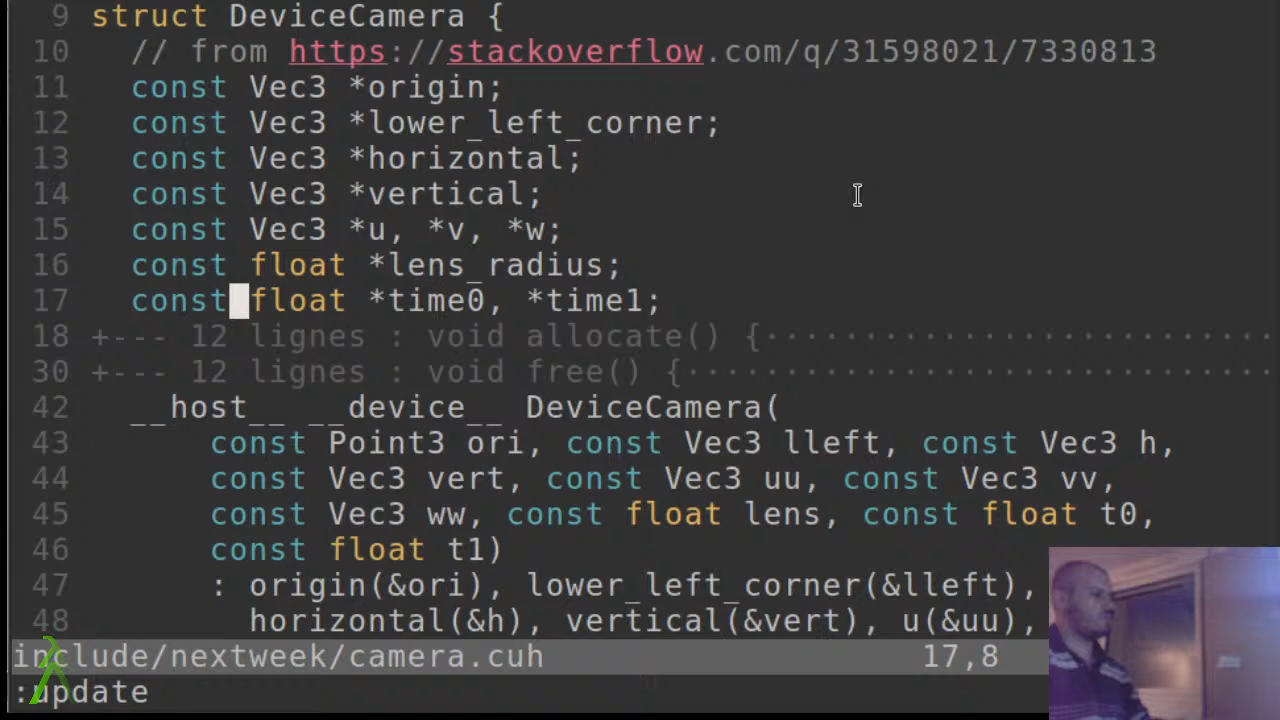 9 struct DeviceCamera {
10 // from https://stackoverflow.com/q/31598021/7330813
11 const Vec3 *origin;
12 const Vec3 *lower_left_corner;
13 const Vec3 *horizontal;
14 const Vec3 *vertical;
15 const Vec3 *u, *v, *w;
16 const float *lens_radius;
17 const float *time0, *time1;
18 +--- 12 lignes : void allocate() {
30 +--- 12 lignes : void free() {
42 __host__ __device__ DeviceCamera(
43 const Point3 ori, const Vec3 lleft, const Vec3 h,
44 const Vec3 vert, const Vec3 uu, const Vec3 vv,
45 const Vec3 ww, const float lens, const float t0,
46 const float t1)
47 : origin(&ori), lower_left_corner(&lleft),
48 horizontal(&h), vertical(&vert), u(&uu),
include/nextweek/camera.cuh 17,8
:update